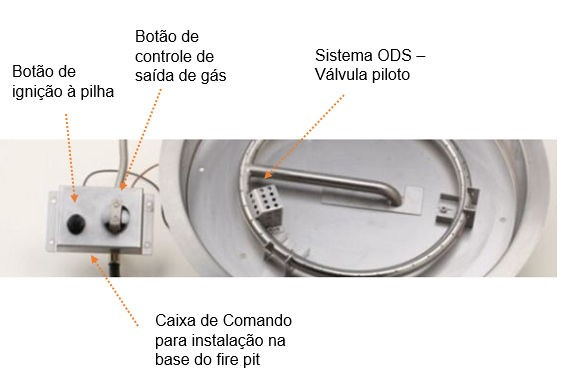 Botão de
controle de
saída de gás
Sistema ODS –
Válvula piloto
Botão de
ignição à pilha
Caixa de Comando
para instalação na
base do fire pit